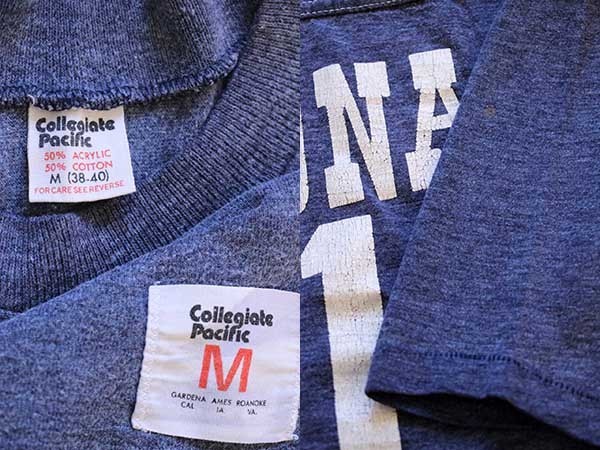 Collegiate
Pacific
50% ACRYLIC
50% COTTON
M (38-40)
FOR CARE SEE REVERSE
Collegiate
Pacific
M
GARDENA AMES ROANOKE
CAL IA VA.
NA
1